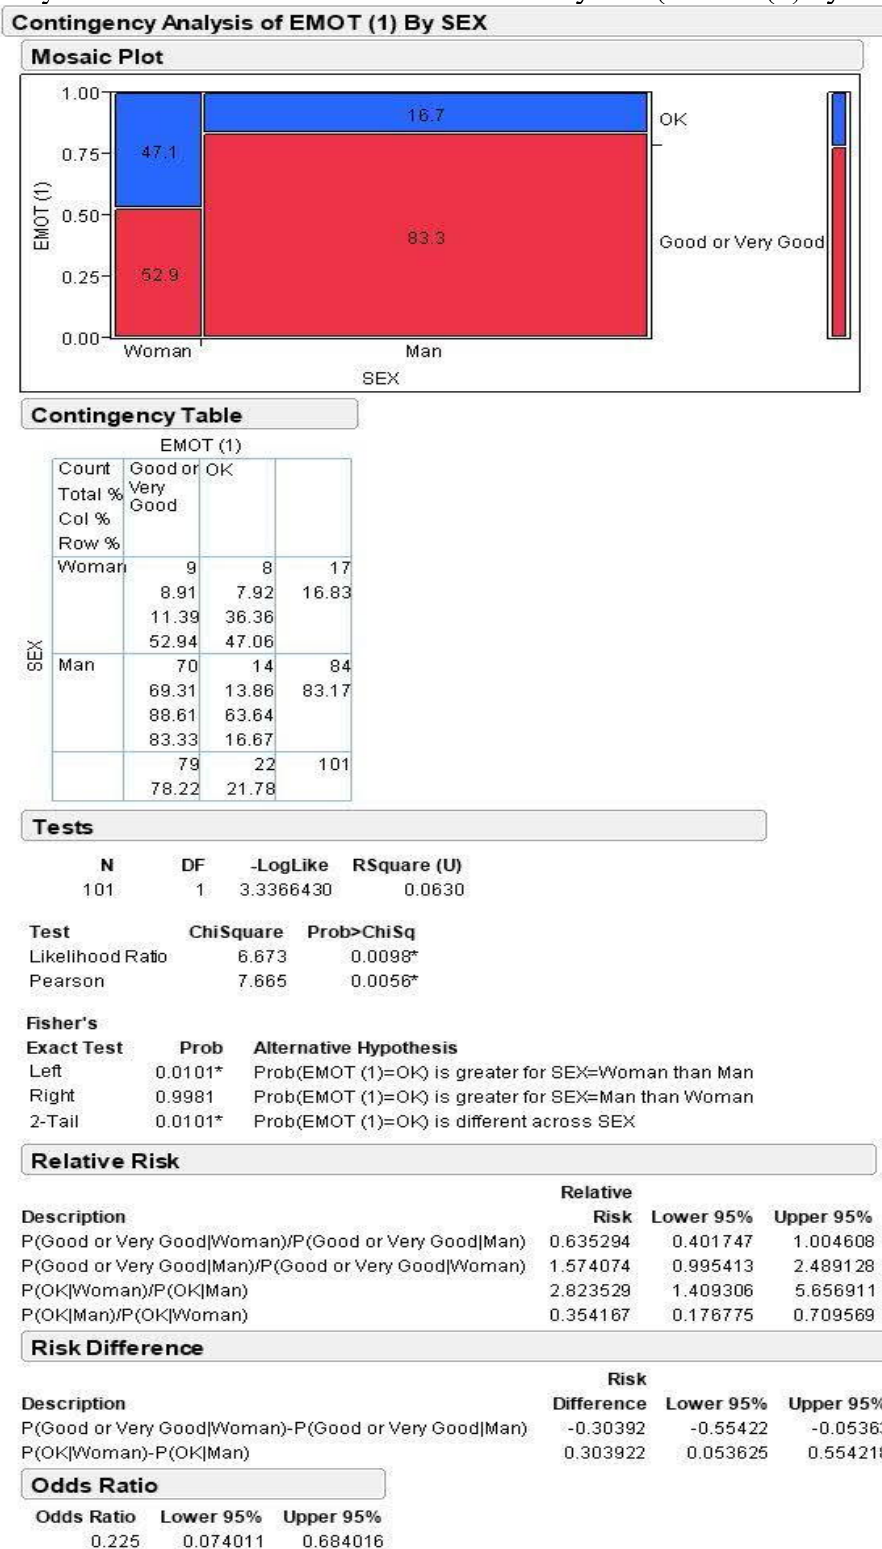 Contingency Analysis of EMOT (1) By SEX
Mosaic Plot
1.00
0.75
0.50
0.25
0.00
EMOT (1)
47.1
52.9
16.7
83.3
OK
Good or Very Good
Woman
Man
SEX
Contingency Table
EMOT (1)
SEX
Count Good or OK
Total % Very
Col % Good
Row %
Woman 9 8 17
8.91 7.92 16.83
11.39 36.36
52.94 47.06
Man 70 14 84
69.31 13.86 83.17
88.61 63.64
83.33 16.67
79 22 101
78.22 21.78
Tests
N DF -LogLike RSquare (U)
101 1 3.3366430 0.0630
Test ChiSquare Prob>ChiSq
Likelihood Ratio 6.673 0.0098*
Pearson 7.665 0.0056*
Fisher's
Exact Test Prob Alternative Hypothesis
Left 0.0101* Prob(EMOT (1)=OK) is greater for SEX=Woman than Man
Right 0.9981 Prob(EMOT (1)=OK) is greater for SEX=Man than Woman
2-Tail 0.0101* Prob(EMOT (1)=OK) is different across SEX
Relative Risk
Relative
Description Risk Lower 95% Upper 95%
P(Good or Very Good|Woman)/P(Good or Very Good|Man) 0.635294 0.401747 1.004608
P(Good or Very Good|Man)/P(Good or Very Good|Woman) 1.574074 0.995413 2.489128
P(OK|Woman)/P(OK|Man) 2.823529 1.409306 5.656911
P(OK|Man)/P(OK|Woman) 0.354167 0.176775 0.709569
Risk Difference
Risk
Description Difference Lower 95% Upper 95%
P(Good or Very Good|Woman)-P(Good or Very Good|Man) -0.30392 -0.55422
P(OK|Woman)-P(OK|Man) 0.303922 0.053625
Odds Ratio
Odds Ratio Lower 95% Upper 95%
0.225 0.074011 0.684016